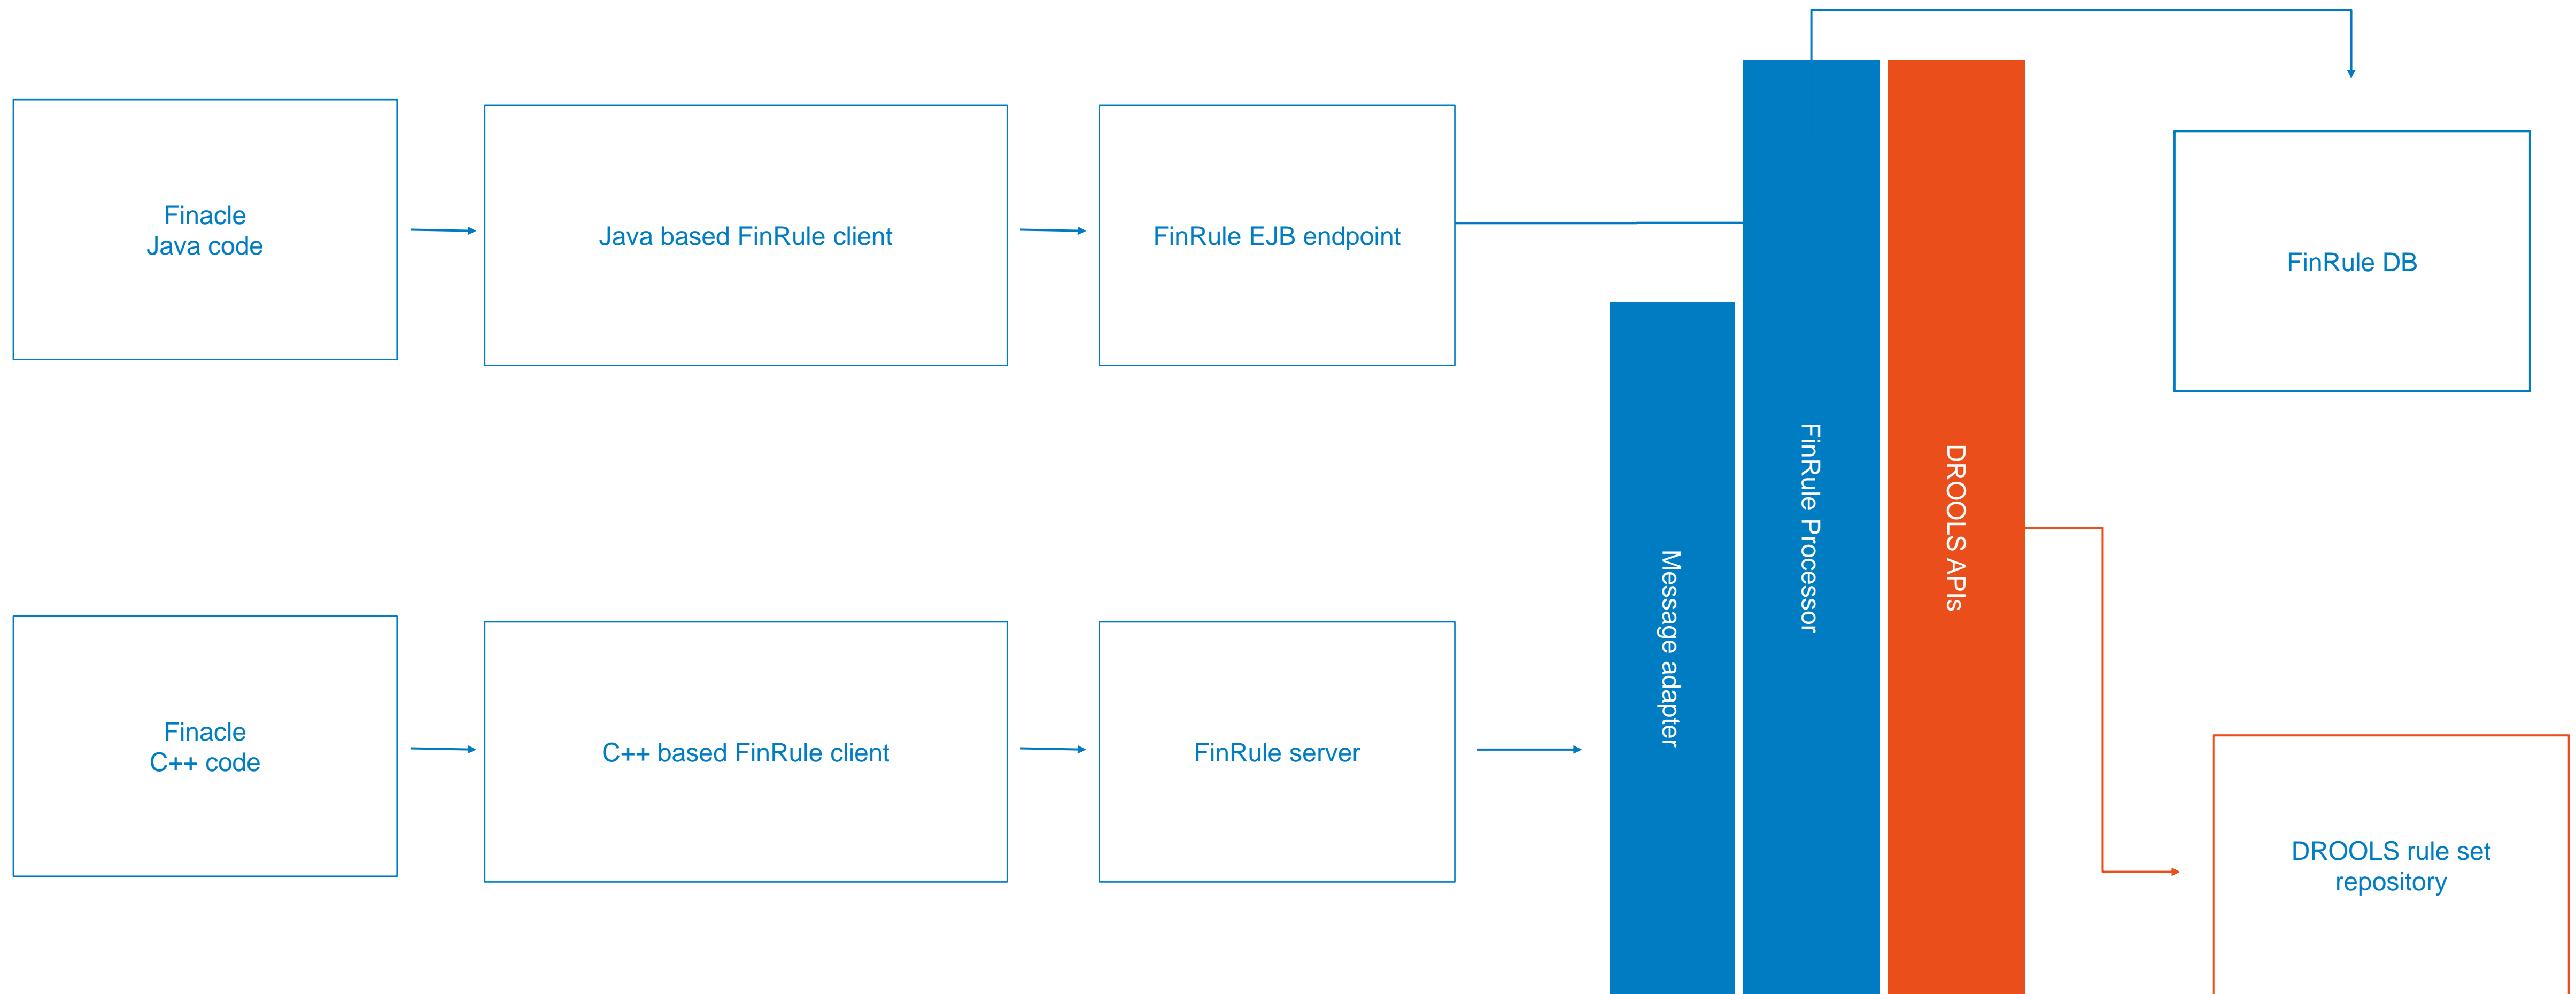 Finacle
Java code
Java based FinRule client
FinRule EJB endpoint
FinRule DB
FinRule Processor
DROOLS APIs
Message adapter
Finacle
C++ code
C++ based FinRule client
FinRule server
DROOLS rule set
repository